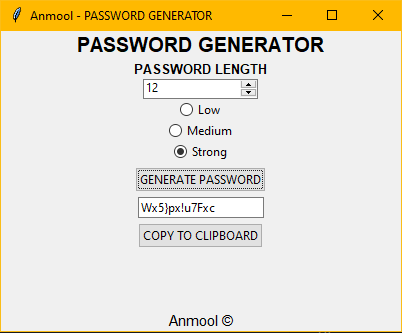 Anmool - PASSWORD GENERATOR
PASSWORD GENERATOR
PASSWORD LENGTH
12
Low
Medium
Strong
GENERATE PASSWORD
Wx5}px!u7Fxc
COPY TO CLIPBOARD
Anmool ©